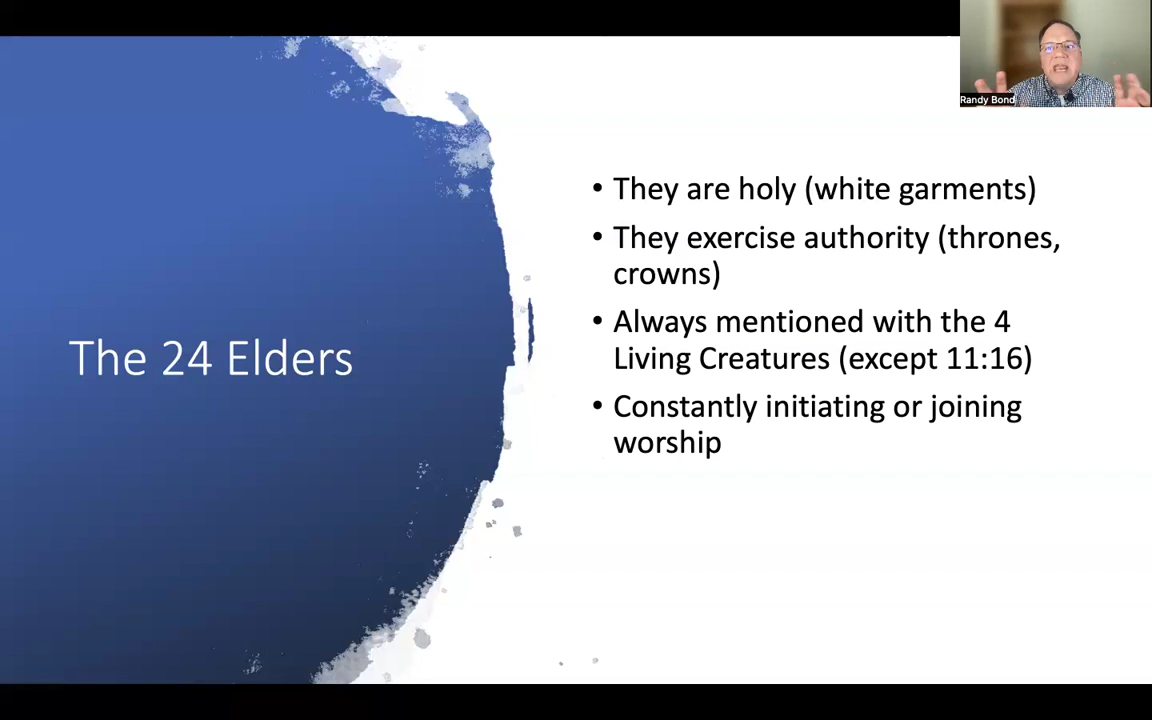 Randy Bond
The 24 Elders
• They are holy (white garments)
• They exercise authority (thrones,
crowns)
• Always mentioned with the 4
Living Creatures (except 11:16)
• Constantly initiating or joining
worship